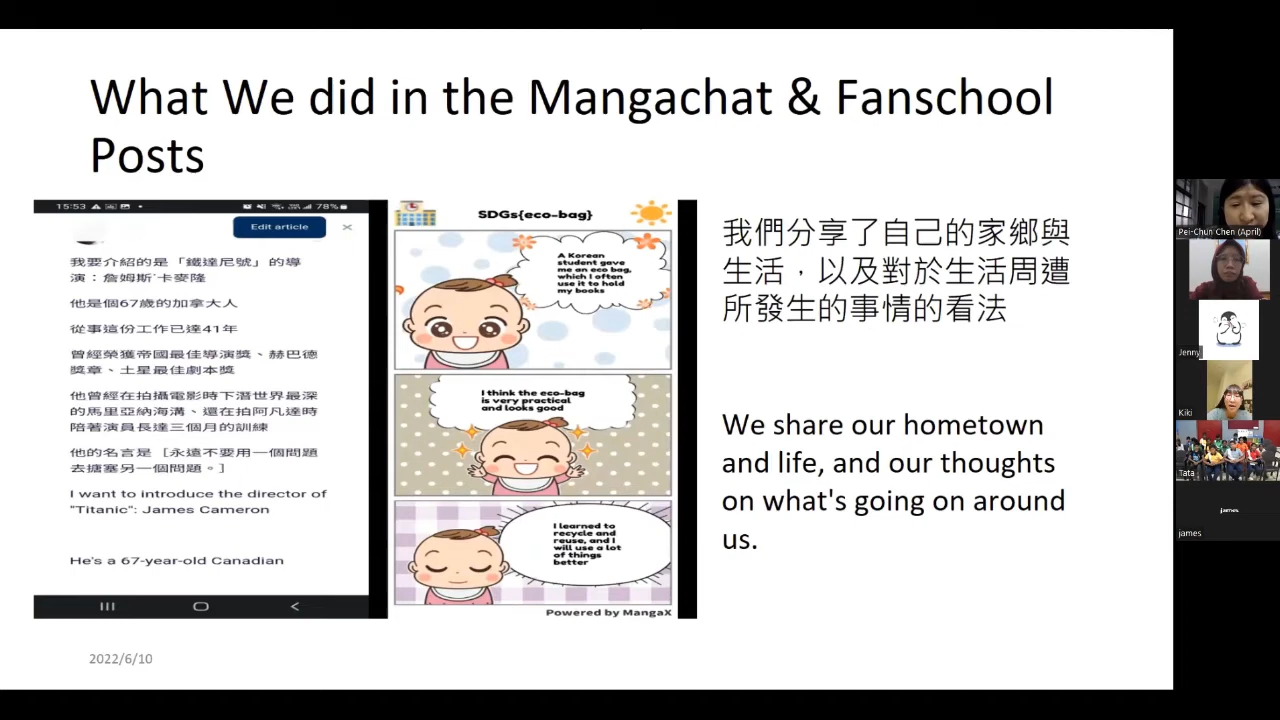 What We did in the Mangachat & Fanschool
Posts
15:53
78%
Edit article
我要介紹的是「鐵達尼號」的導
演：詹姆斯˙卡麥隆
他是個67歲的加拿大人
從事這份工作已達41年
曾經榮獲帝國最佳導演獎、赫巴德
獎章、土星最佳劇本獎
他曾經在拍攝電影時下潛世界最深
的馬里亞納海溝、還在拍阿凡達時
陪著演員長達三個月的訓練
他的名言是［永遠不要用一個問題
去搪塞另一個問題。］
I want to introduce the director of
"Titanic": James Cameron
He's a 67-year-old Canadian
SDGs{eco-bag}
A Korean
student gave
me an eco bag,
which I often
use it to hold
my books
I think the eco-bag
is very practical
and looks good
I learned to
recycle and
reuse, and I
will use a lot
of things
better
Powered by MangaX
我們分享了自己的家鄉與
生活，以及對於生活周遭
所發生的事情的看法
We share our hometown
and life, and our thoughts
on what's going on around
us.
2022/6/10
Pei-Chun Chen (April)
Jenny
Kiki
Tata
james
james